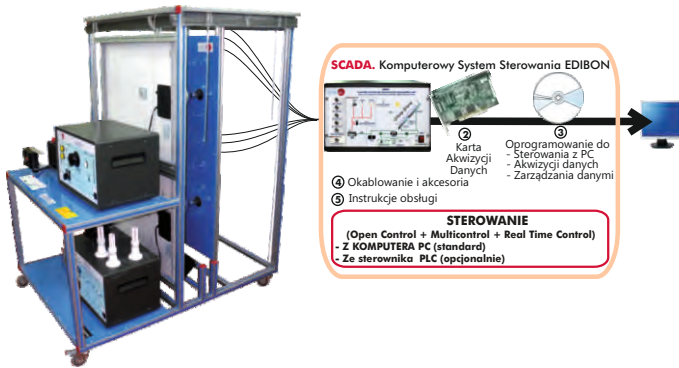 SCADA. Komputerowy System Sterowania EDIBON
②
Karta
Akwizycji
Danych
③
Oprogramowanie do
- Sterowania z PC
- Akwizycji danych
- Zarządzania danymi
④ Okablowanie i akcesoria
⑤ Instrukcje obsługi
STEROWANIE
(Open Control + Multicontrol + Real Time Control)
- Z KOMPUTERA PC (standard)
- Ze sterownika PLC (opcjonalnie)